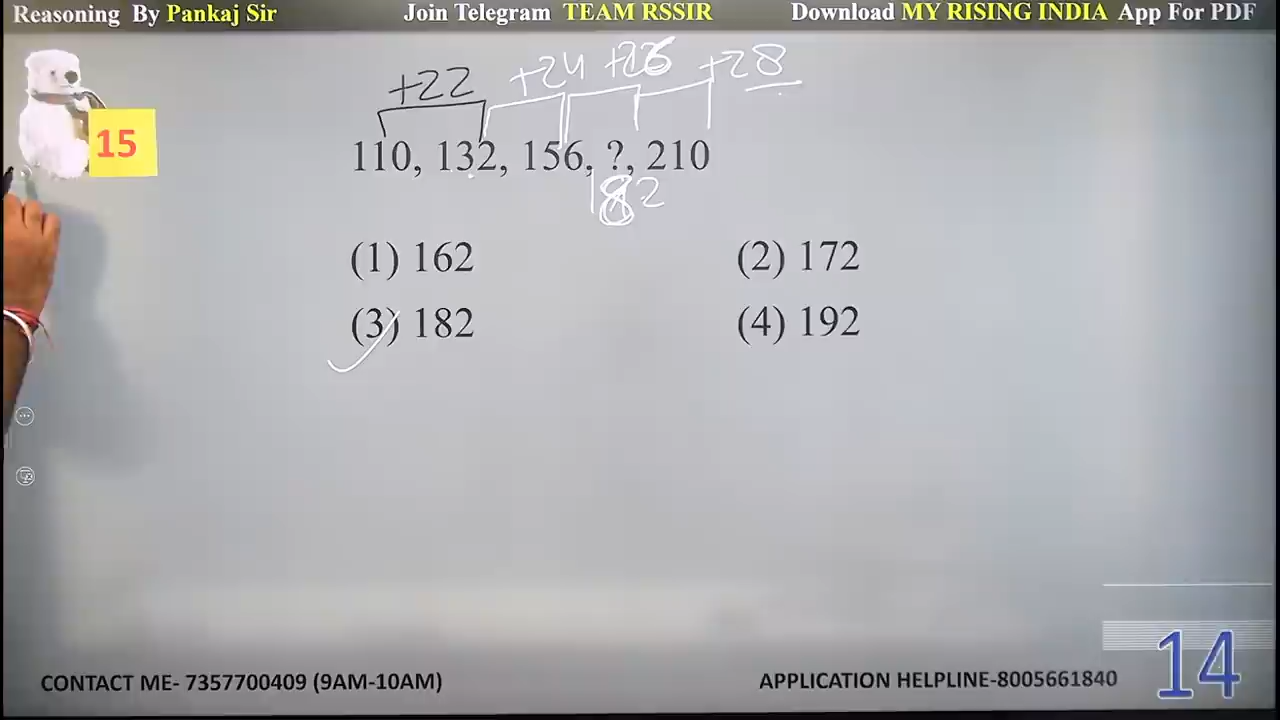 Reasoning By Pankaj Sir Join Telegram TEAM RSSIR Download MY RISING INDIA App For PDF
+22 +24 +26 +28
15
110, 132, 156, ?, 210
182
(1) 162 (2) 172
(3) 182 (4) 192
14
CONTACT ME- 7357700409 (9AM-10AM) APPLICATION HELPLINE-8005661840